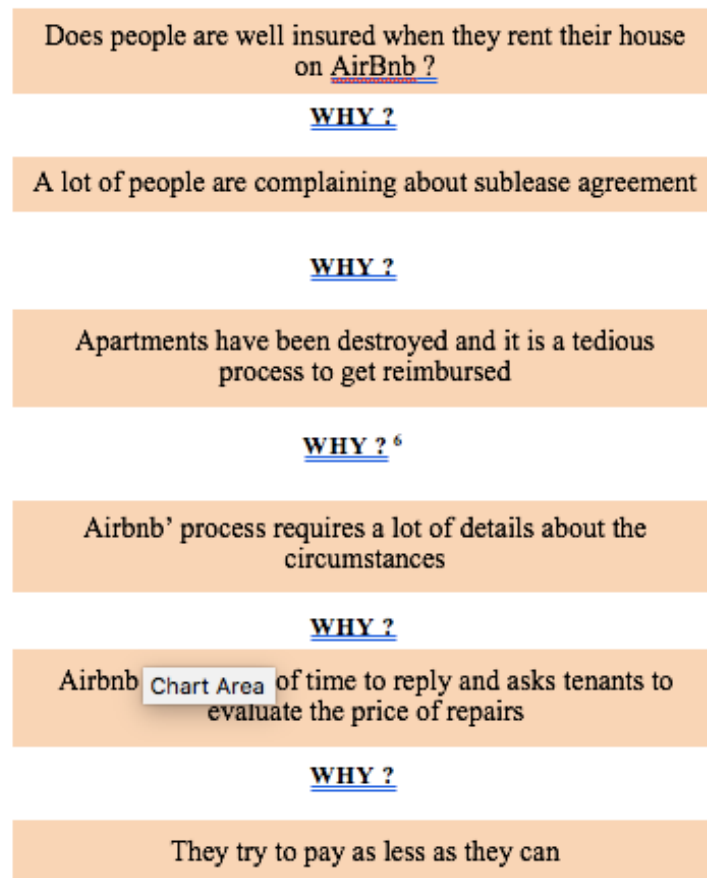 Does people are well insured when they rent their house
on AirBnb ?
WHY ?
A lot of people are complaining about sublease agreement
WHY ?
Apartments have been destroyed and it is a tedious
process to get reimbursed
WHY ? 6
Airbnb’ process requires a lot of details about the
circumstances
WHY ?
Airbnb Chart Area of time to reply and asks tenants to
evaluate the price of repairs
WHY ?
They try to pay as less as they can